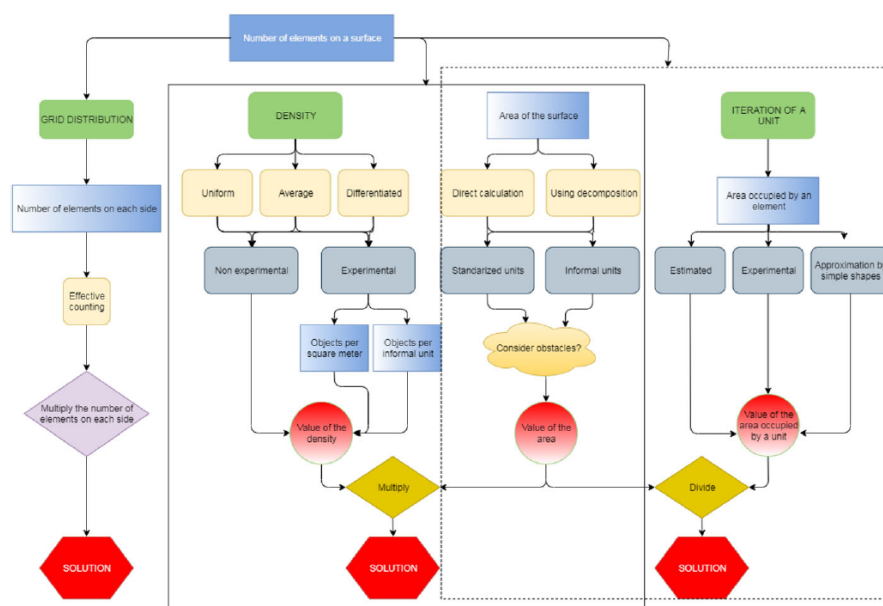 Number of elements on a surface
GRID DISTRIBUTION
DENSITY
Area of the surface
ITERATION OF A
UNIT
Number of elements on each side
Uniform
Average
Differentiated
Direct calculation
Using decomposition
Area occupied by an
element
Non experimental
Experimental
Standarized units
Informal units
Estimated
Experimental
Approximation by
simple shapes
Effective
counting
Objects per
square meter
Objects per
informal unit
Consider obstacles?
Multiply the number of
elements on each side
Value of the
density
Value of the
area
Value of the
area occupied
by a unit
Multiply
Divide
SOLUTION
SOLUTION
SOLUTION